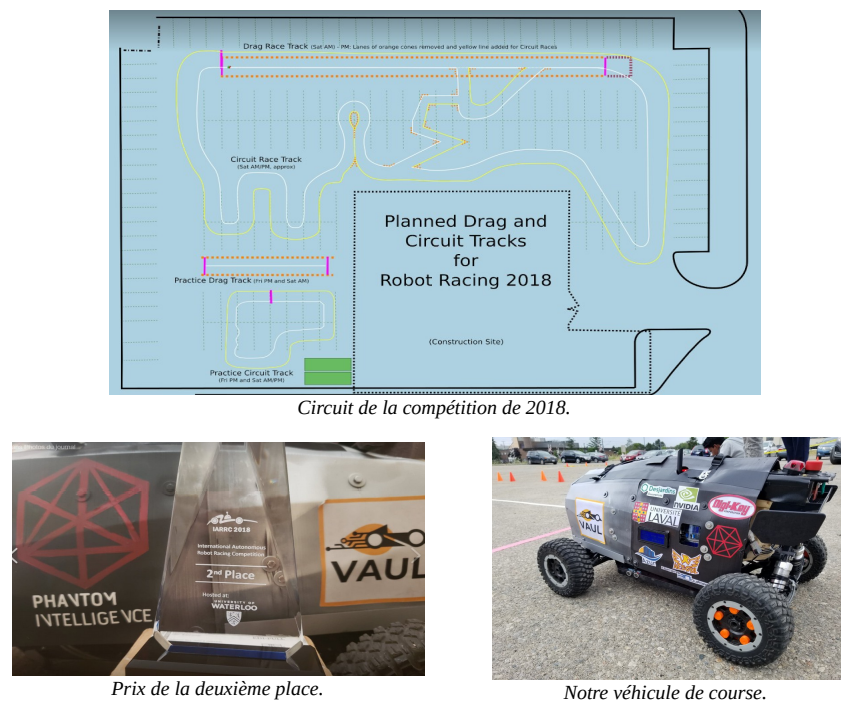 Drag Race Track (Sat AM) - PM: Lanes of orange cones removed and yellow line added for Circuit Races
Circuit Race Track
(Sat AM/PM, approx)
Planned Drag and
Circuit Tracks
for
Robot Racing 2018
Practice Drag Track (Fri PM and Sat AM)
(Construction Site)
Practice Circuit Track
(Fri PM and Sat AM/PM)
Circuit de la compétition de 2018.
IARRC 2018
International Autonomous
Robot Racing Competition
2nd Place
Hosted at:
UNIVERSITY OF
WATERLOO
PHANTOM
INTELLIGENCE
VAUL
Prix de la deuxième place.
Desjardins
NVIDIA
UNIVERSITÉ
LAVAL
Digi-Key
VAUL
Notre véhicule de course.